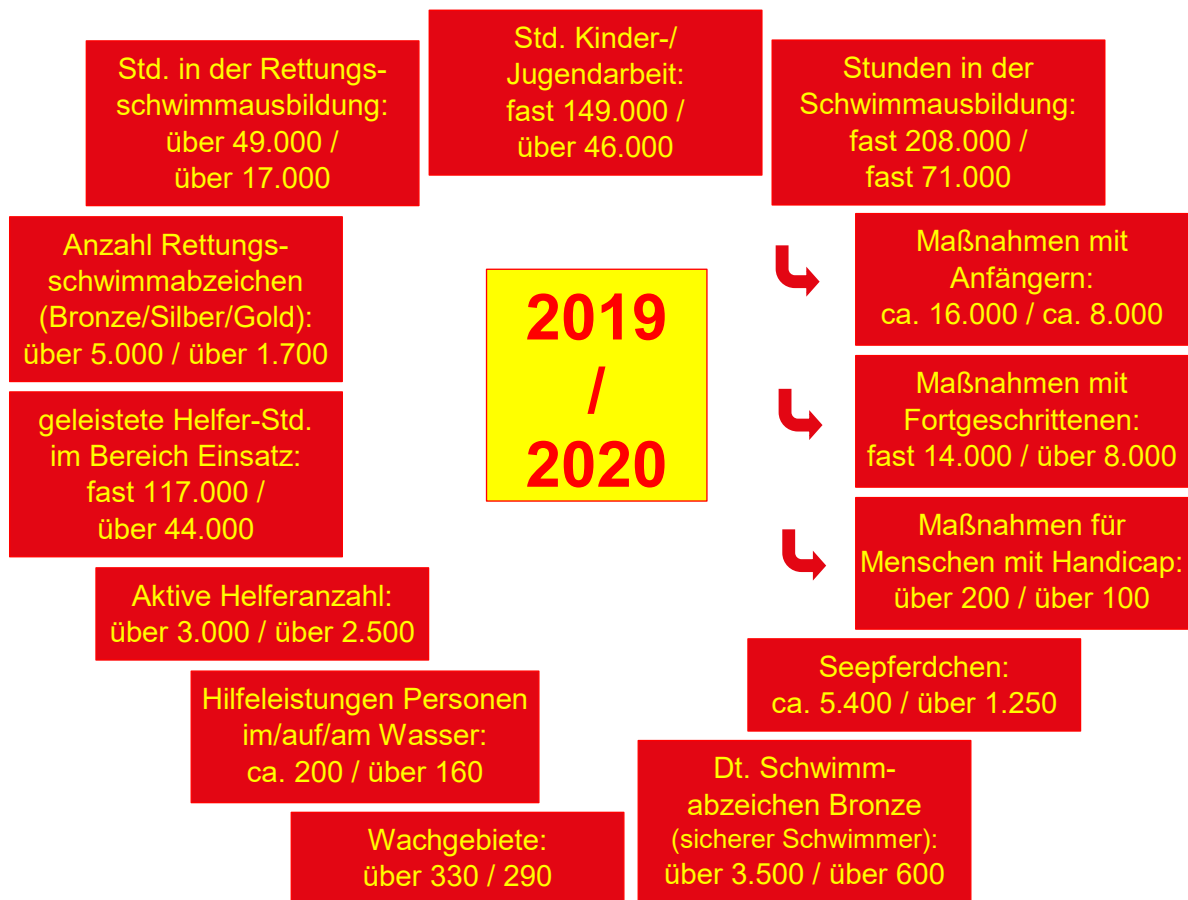 Std. Kinder-/
Jugendarbeit:
fast 149.000 /
über 46.000
Stunden in der
Schwimmausbildung:
fast 208.000 /
fast 71.000
Maßnahmen mit
Anfängern:
ca. 16.000 / ca. 8.000
Maßnahmen mit
Fortgeschrittenen:
fast 14.000 / über 8.000
Maßnahmen für
Menschen mit Handicap:
über 200 / über 100
Seepferdchen:
ca. 5.400 / über 1.250
Dt. Schwimm-
abzeichen Bronze
(sicherer Schwimmer):
über 3.500 / über 600
Wachgebiete:
über 330 / 290
Hilfeleistungen Personen
im/auf/am Wasser:
ca. 200 / über 160
Aktive Helferanzahl:
über 3.000 / über 2.500
geleistete Helfer-Std.
im Bereich Einsatz:
fast 117.000 /
über 44.000
Anzahl Rettungs-
schwimmabzeichen
(Bronze/Silber/Gold):
über 5.000 / über 1.700
Std. in der Rettungs-
schwimmausbildung:
über 49.000 /
über 17.000
2019
/
2020